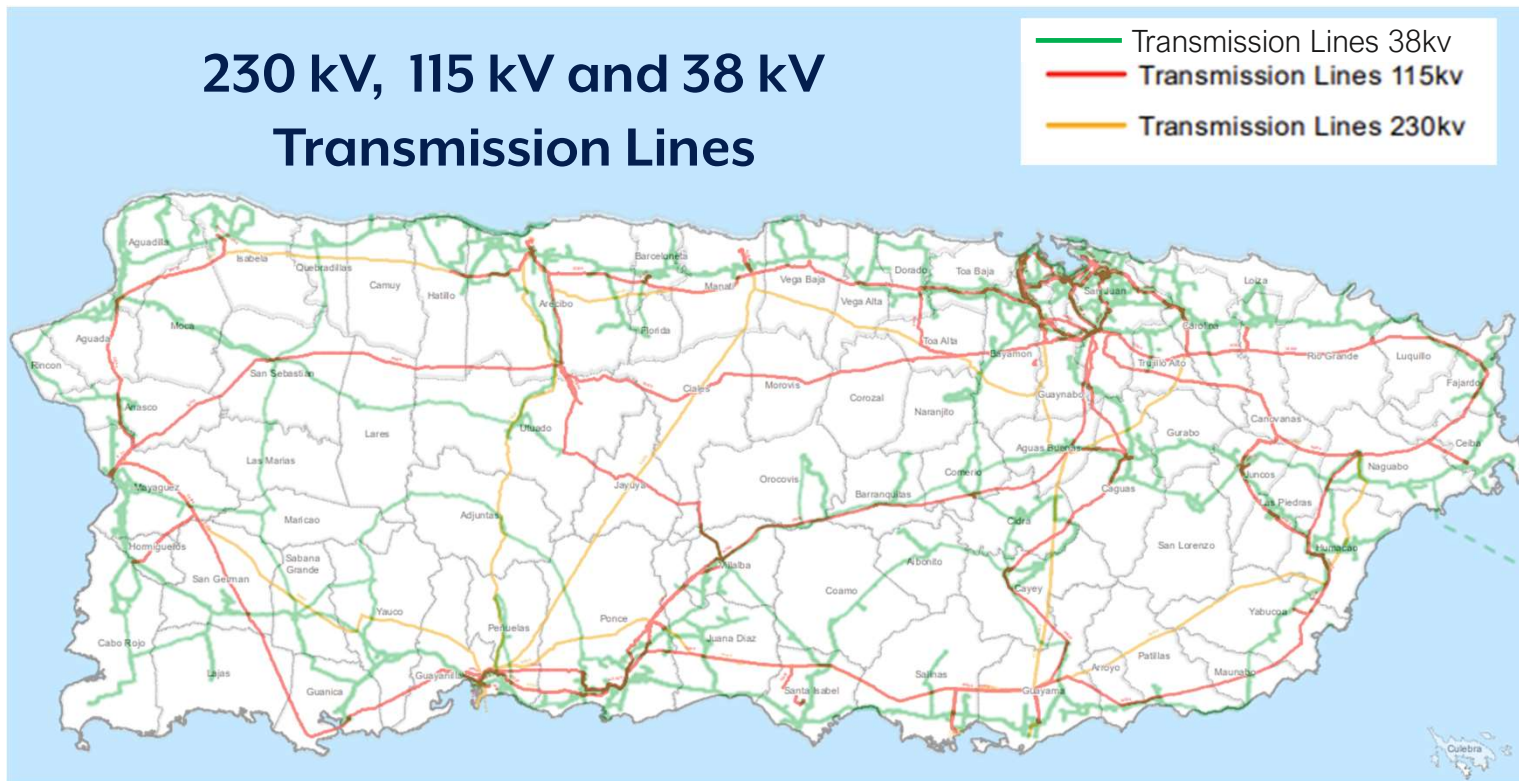 230 kV, 115 kV and 38 kV
Transmission Lines
Transmission Lines 38kv
Transmission Lines 115kv
Transmission Lines 230kv
Aguadilla
Isabela
Quebradillas
Camuy
Hatillo
Arecibo
Barceloneta
Manati
Vega Baja
Vega Alta
Dorado
Toa Baja
San Juan
Loiza
Carolina
Moca
Aguada
Rincon
San Sebastian
Florida
Toa Alta
Bayamon
Trujillo Alto
Rio Grande
Luquillo
Fajardo
Ciales
Morovis
Corozal
Naranjito
Guaynabo
Canovanas
Anasco
Utuado
Lares
Gurabo
Aguas Buenas
Ceiba
Las Marias
Mayaguez
Jayuya
Orocovis
Comerio
Barranquitas
Caguas
Juncos
Naguabo
Las Piedras
Maricao
Adjuntas
Cidra
San Lorenzo
Humacao
Hormigueros
Sabana
Grande
San German
Villalba
Aibonito
Coamo
Cayey
Yabucoa
Yauco
Penuelas
Ponce
Juana Diaz
Cabo Rojo
Lajas
Guanica
Guayanilla
Santa Isabel
Salinas
Guayama
Arroyo
Patillas
Maunabo
Culebra